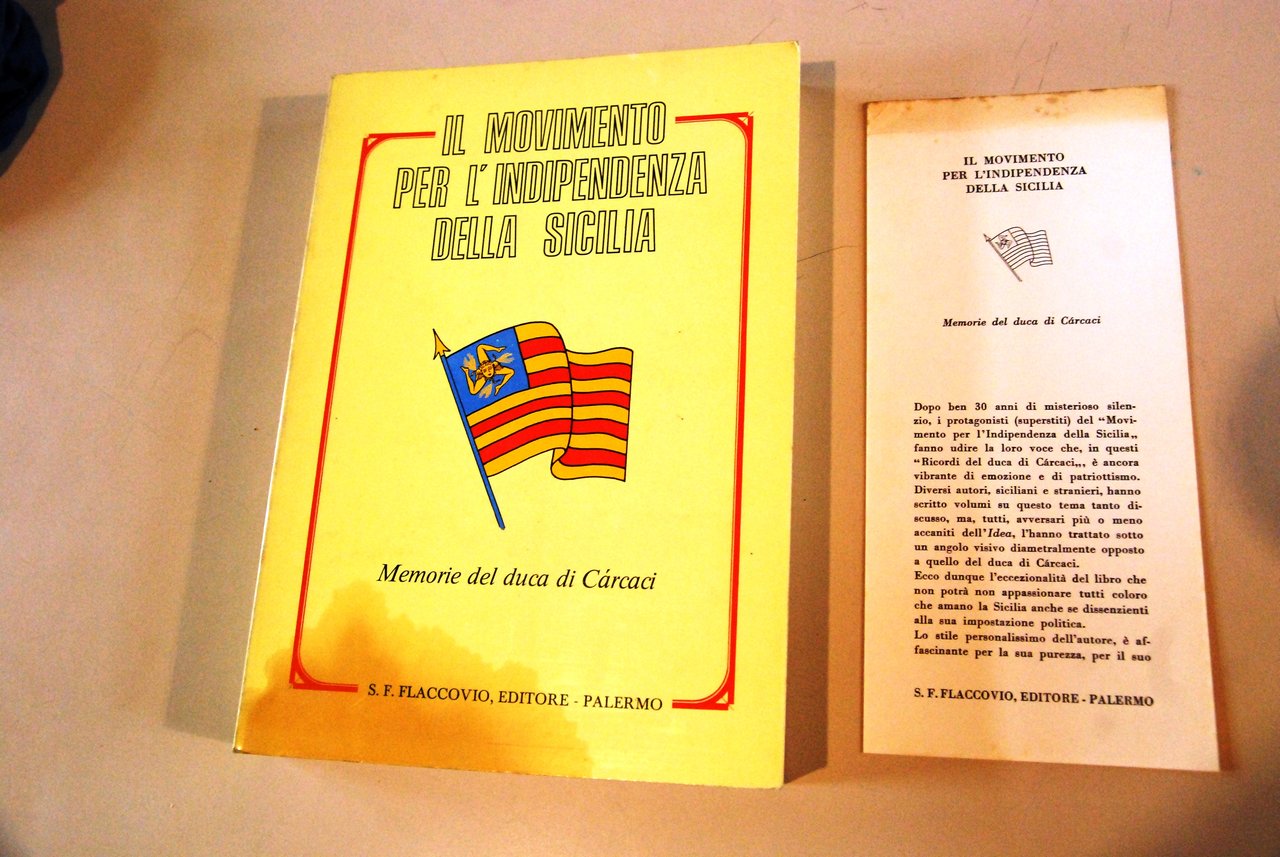 IL MOVIMENTO
PER L'INDIPENDENZA
DELLA SICILIA
Memorie del duca di Cárcaci
S. F. FLACCOVIO, EDITORE - PALERMO
IL MOVIMENTO
PER L'INDIPENDENZA
DELLA SICILIA
Memorie del duca di Cárcaci
Dopo ben 30 anni di misterioso silen-
zio, i protagonisti (superstiti) del "Movi-
mento per l'Indipendenza della Sicilia„
fanno udire la loro voce che, in questi
"Ricordi del duca di Cárcaci„, è ancora
vibrante di emozione e di patriottismo.
Diversi autori, siciliani e stranieri, hanno
scritto volumi su questo tema tanto di-
scusso, ma, tutti, avversari più o meno
accaniti dell'Idea, l'hanno trattato sotto
un angolo visivo diametralmente opposto
a quello del duca di Cárcaci.
Ecco dunque l'eccezionalità del libro che
non potrà non appassionare tutti coloro
che amano la Sicilia anche se dissenzienti
alla sua impostazione politica.
Lo stile personalissimo dell'autore, è af-
fascinante per la sua purezza, per il suo
S. F. FLACCOVIO, EDITORE - PALERMO